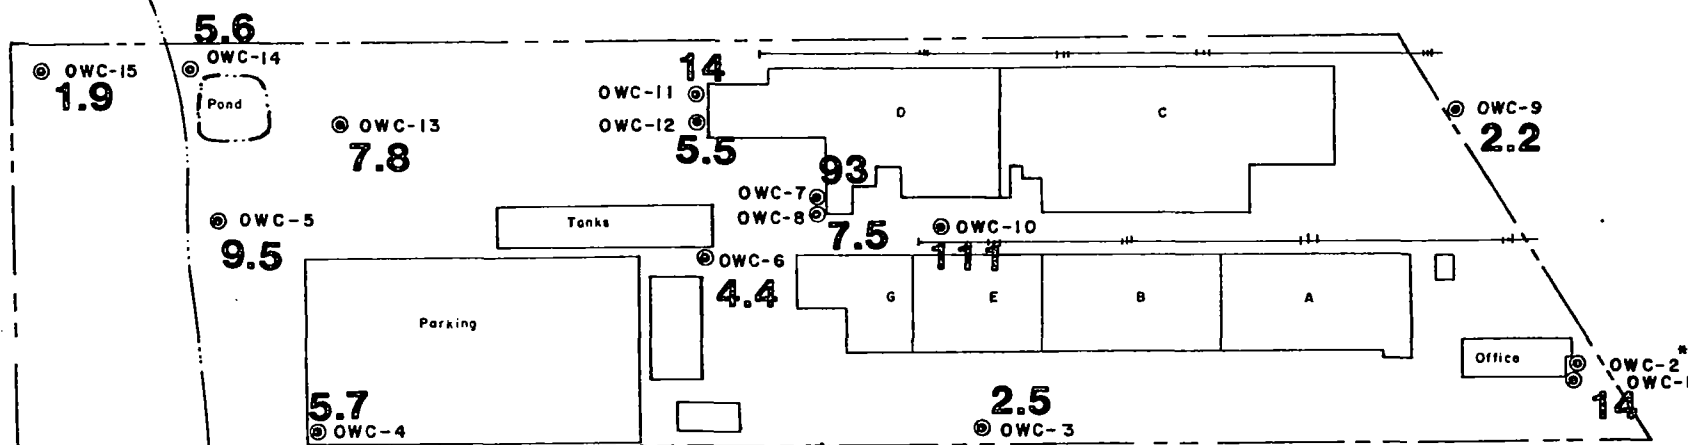 5.6
OWC-14
OWC-15
1.9
Pond
OWC-13
7.8
14
OWC-11
OWC-12
5.5
D
C
OWC-9
2.2
93
OWC-7
OWC-8
7.5
OWC-5
9.5
Tanks
OWC-10
111
OWC-6
4.4
G
E
B
A
Parking
Office
OWC-2*
OWC-1
14
5.7
OWC-4
2.5
OWC-3